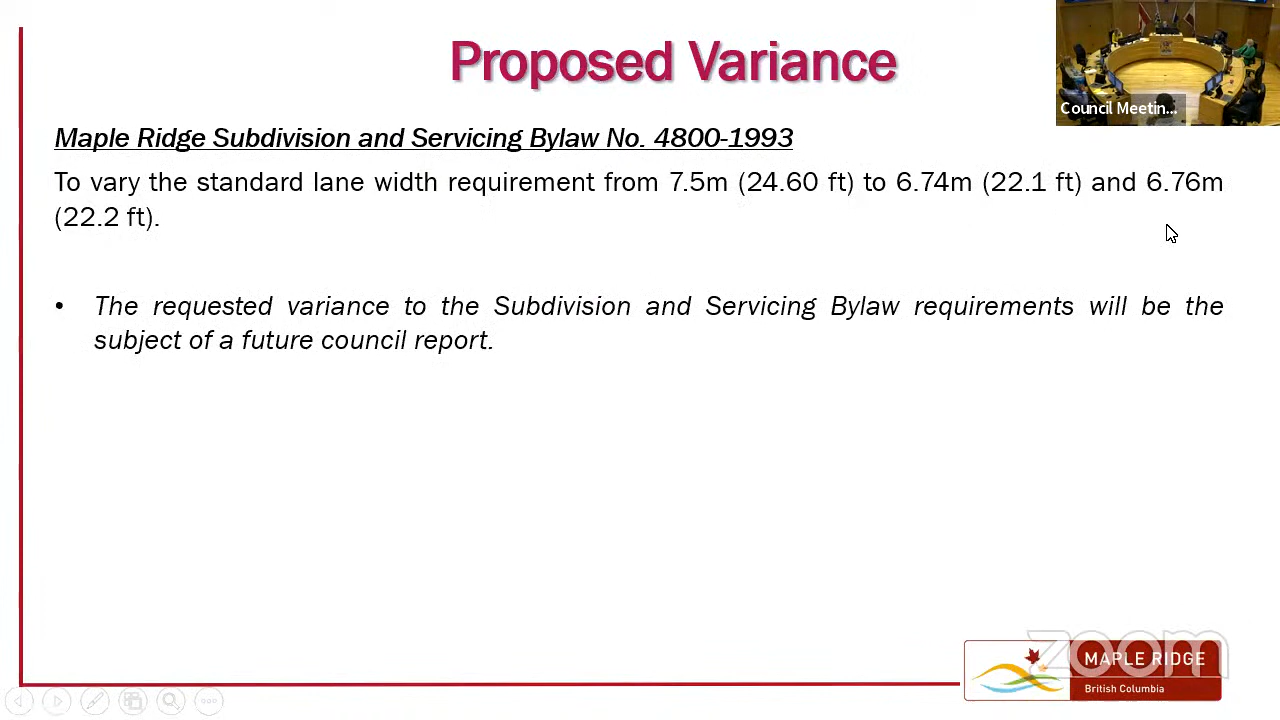 Proposed Variance
Council Meetin...
Maple Ridge Subdivision and Servicing Bylaw No. 4800-1993
To vary the standard lane width requirement from 7.5m (24.60 ft) to 6.74m (22.1 ft) and 6.76m
(22.2 ft).
• The requested variance to the Subdivision and Servicing Bylaw requirements will be the
subject of a future council report.
zoom
MAPLE RIDGE
British Columbia